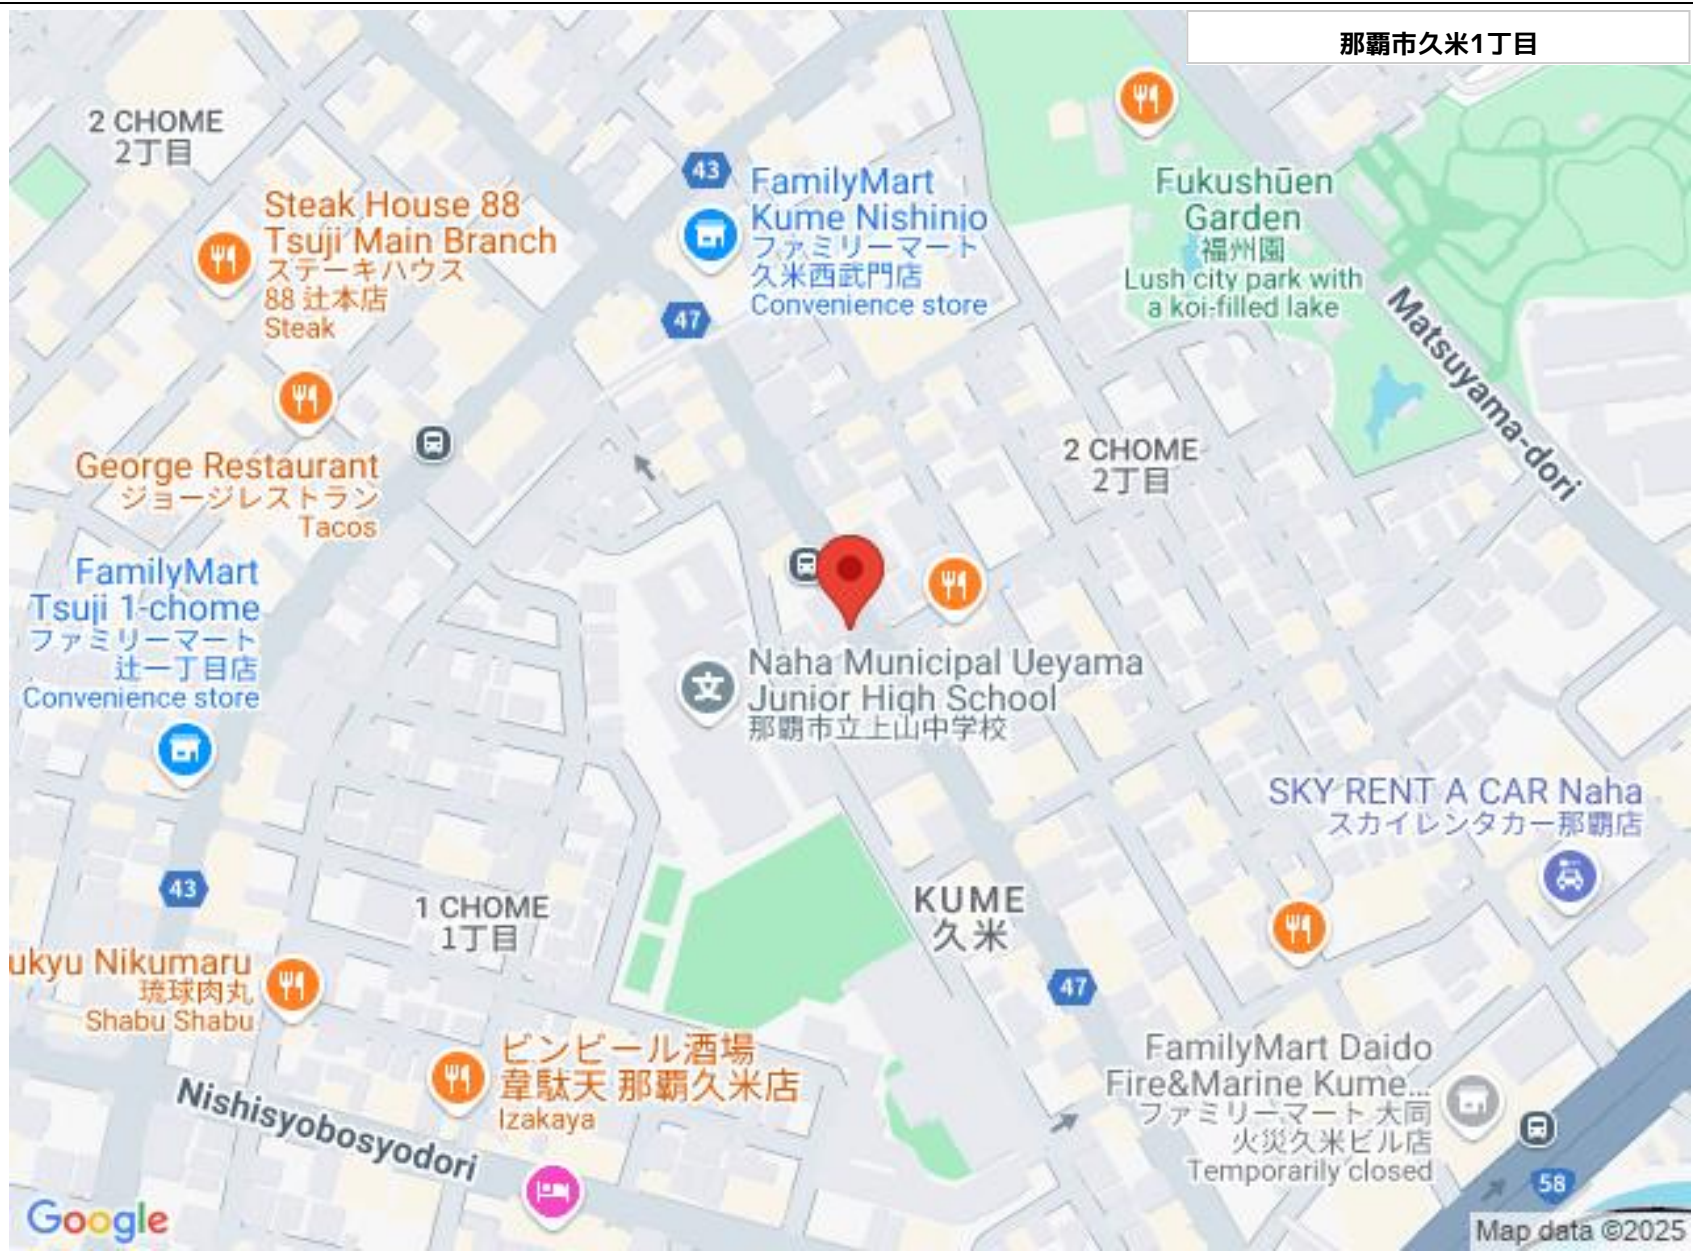 那覇市久米1丁目
2 CHOME
2丁目
43
FamilyMart
Kume Nishinjo
ファミリーマート
久米西武門店
Convenience store
Fukushūen
Garden
福州園
Lush city park with
a koi-filled lake
Steak House 88
Tsuji Main Branch
ステーキハウス
88 辻本店
Steak
47
Matsuyama-dori
George Restaurant
ジョージレストラン
Tacos
2 CHOME
2丁目
FamilyMart
Tsuji 1-chome
ファミリーマート
辻一丁目店
Convenience store
文
Naha Municipal Ueyama
Junior High School
那覇市立上山中学校
SKY RENT A CAR Naha
スカイレンタカー那覇店
43
1 CHOME
1丁目
KUME
久米
ukyu Nikumaru
琉球肉丸
Shabu Shabu
47
ビンビール酒場
韋駄天 那覇久米店
Izakaya
FamilyMart Daido
Fire&Marine Kume...
ファミリーマート 大同
火災久米ビル店
Temporarily closed
Nishisyobosyodori
58
Google
Map data ©2025